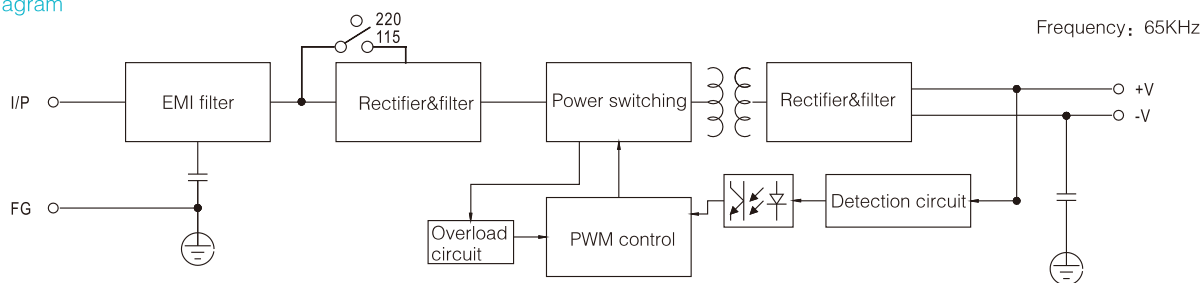 agram
220
115
Frequency: 65KHz
I/P
EMI filter
Rectifier&filter
Power switching
Rectifier&filter
+V
-V
FG
Overload
circuit
PWM control
Detection circuit